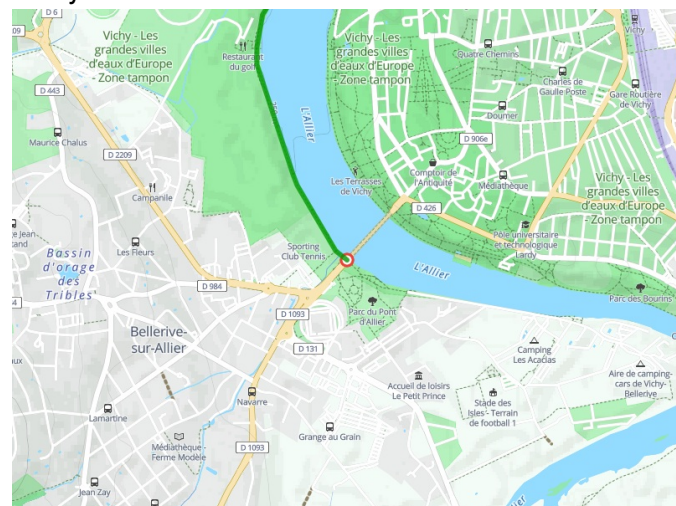 D 6
Vichy - Les
grandes villes
d'eaux d'Europe
- Zone tampon
Restaurant
du golf
Vichy - Les
grandes villes
d'eaux d'Europe
- Zone tampon
Vichy
Quatre Chemins
Charles de
Gaulle Poste
Gare Routière
de Vichy
D 443
Doumer
Maurice Chalus
L'Allier
D 906e
D 2209
Comptoir de
l'Antiquité
Les Terrasses
de Vichy
Médiathèque
Vichy - Les
grandes villes
d'eaux d'Europe
- Zone tampon
Campanile
D 426
Pôle universitaire
et technologique
Lardy
Les Fleurs
Sporting
Club Tennis
Bassin
d'orage
des
Tribles
L'Allier
D 984
Parc des Bourins
Parc du Pont
d'Allier
D 1093
Bellerive
-sur-Allier
D 131
Camping
Les Acacias
Aire de camping-
cars de Vichy-
Bellerive
Accueil de loisirs
Le Petit Prince
Navarre
Stade des
Isles - Terrain
de football 1
Lamartine
Grange au Grain
Médiathèque -
Ferme Modèle
D 1093
Jean Zay
L'Allier